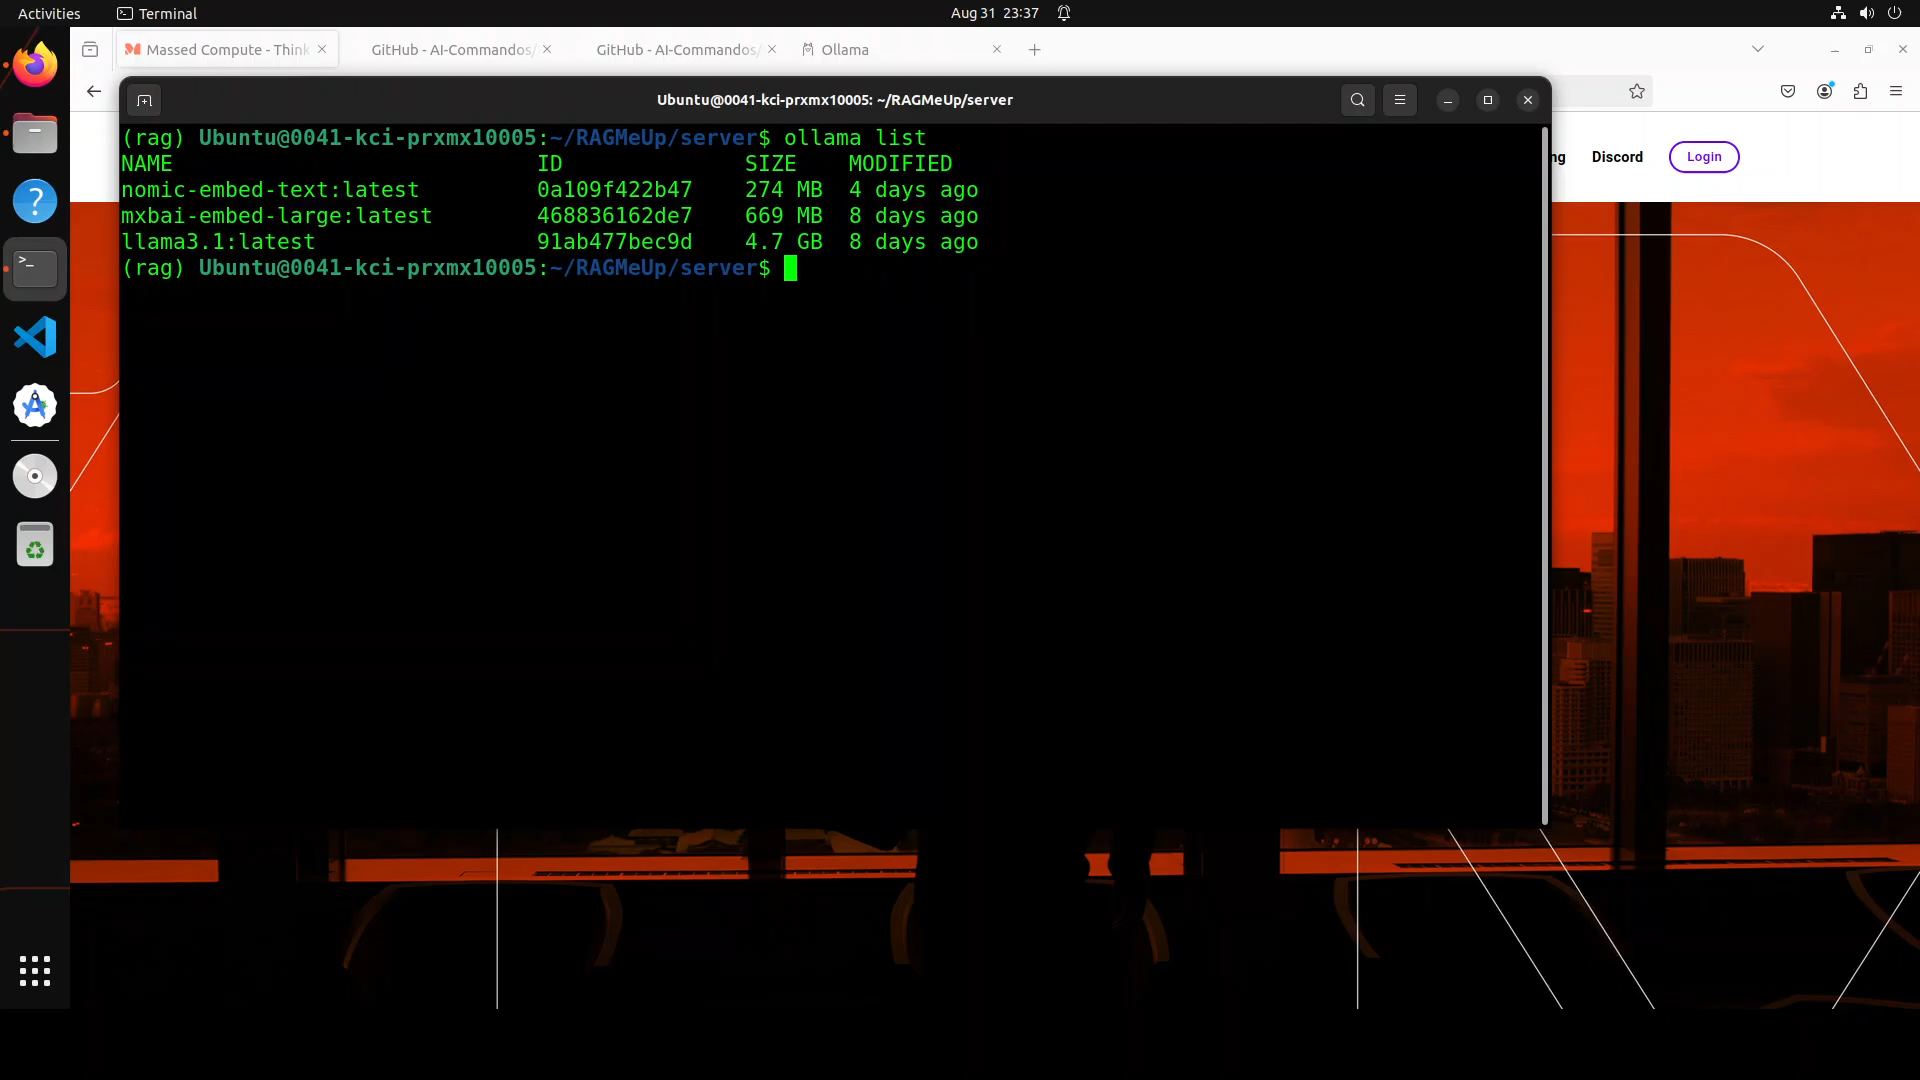 Activities
Terminal
Aug 31 23:37
Massed Compute - Think
GitHub - AI-Commandos/
GitHub - AI-Commandos/
Ollama
Ubuntu@0041-kci-prxmx10005: ~/RAGMeUp/server
Discord
Login
(rag) Ubuntu@0041-kci-prxmx10005:~/RAGMeUp/server$ ollama list
NAME ID SIZE MODIFIED
nomic-embed-text:latest 0a109f422b47 274 MB 4 days ago
mxbai-embed-large:latest 468836162de7 669 MB 8 days ago
llama3.1:latest 91ab477bec9d 4.7 GB 8 days ago
(rag) Ubuntu@0041-kci-prxmx10005:~/RAGMeUp/server$